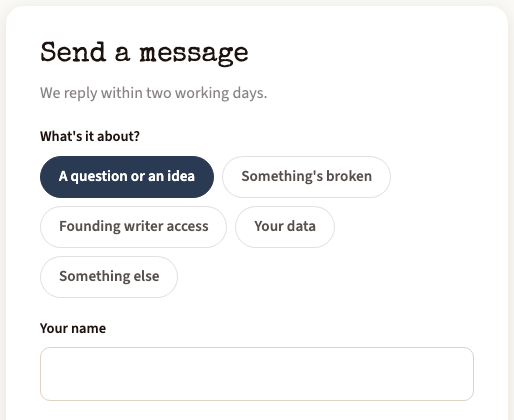 Send a message
We reply within two working days.
What's it about?
A question or an idea
Something's broken
Founding writer access
Your data
Something else
Your name